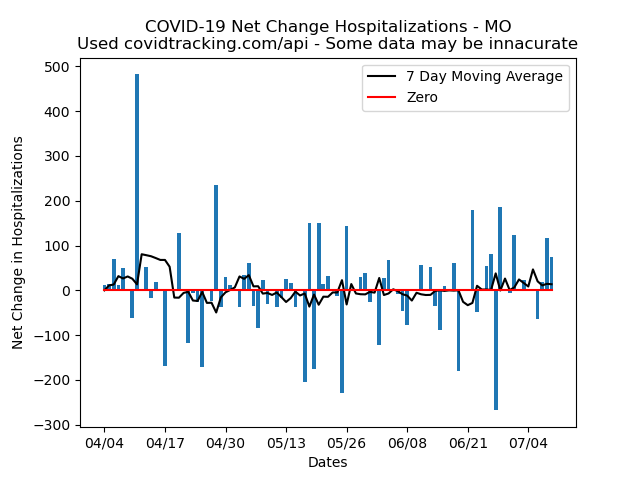 COVID-19 Net Change Hospitalizations - MO
Used covidtracking.com/api - Some data may be innacurate
7 Day Moving Average
Zero
Net Change in Hospitalizations
500
400
300
200
100
0
−100
−200
−300
04/04
04/17
04/30
05/13
05/26
06/08
06/21
07/04
Dates